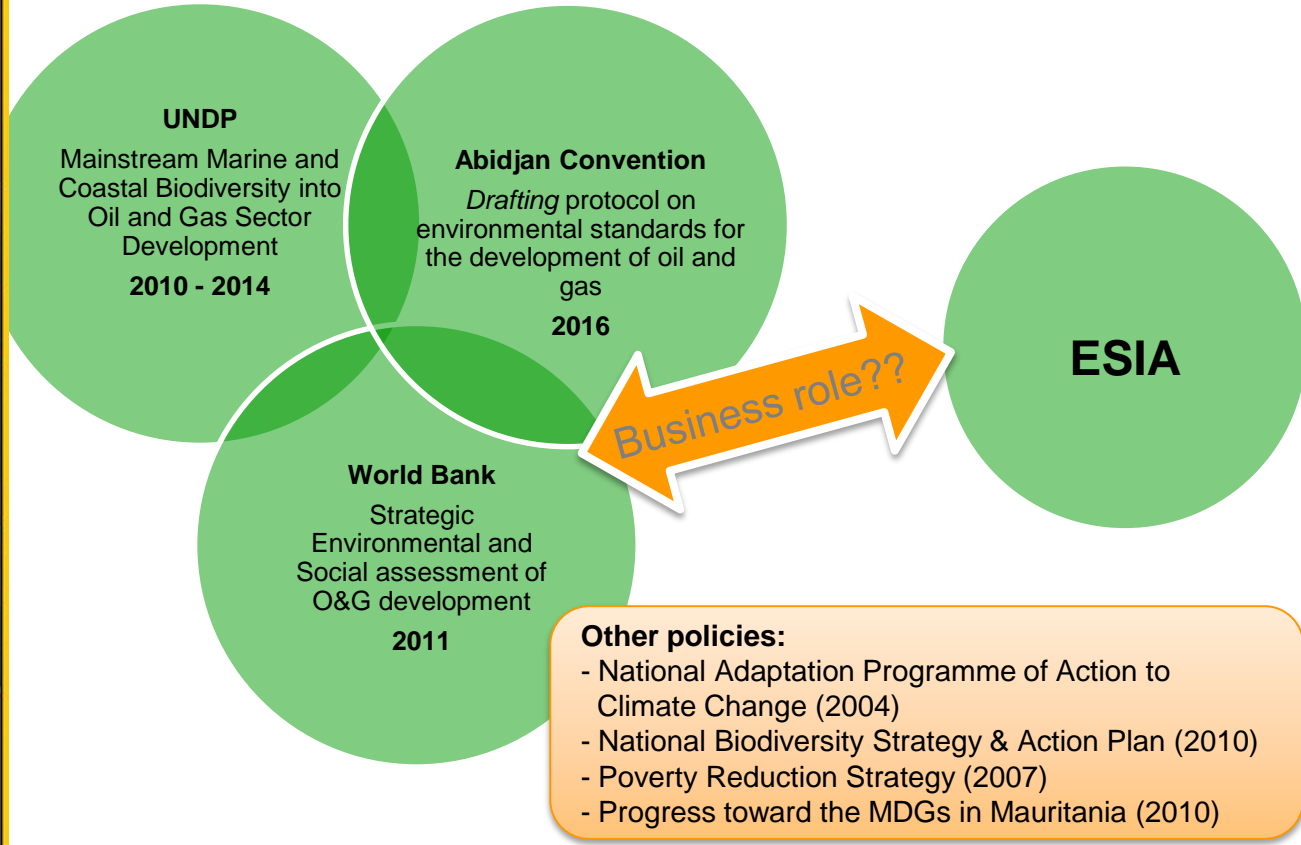 UNDP
Mainstream Marine and
Coastal Biodiversity into
Oil and Gas Sector
Development
2010 - 2014
Abidjan Convention
Drafting protocol on
environmental standards for
the development of oil and
gas
2016
World Bank
Strategic
Environmental and
Social assessment of
O&G development
2011
Business role??
ESIA
Other policies:
- National Adaptation Programme of Action to
Climate Change (2004)
- National Biodiversity Strategy & Action Plan (2010)
- Poverty Reduction Strategy (2007)
- Progress toward the MDGs in Mauritania (2010)